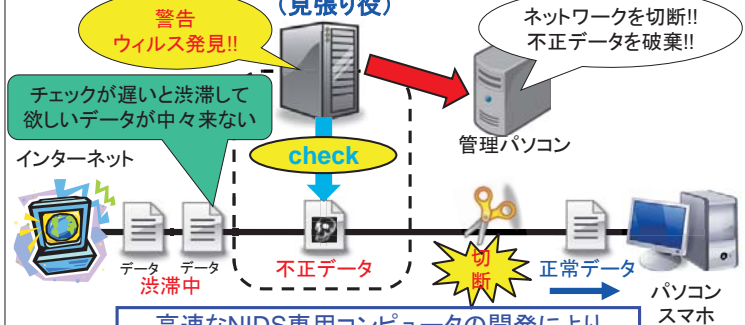 (見張り役)
警告
ウィルス発見!!
ネットワークを切断!!
不正データを破棄!!
チェックが遅いと渋滞して
欲しいデータが中々来ない
管理パソコン
インターネット
check
データ
データ
渋滞中
不正データ
切
断
正常データ
パソコン
スマホ
高速なNIDS専用コンピュータの開発により